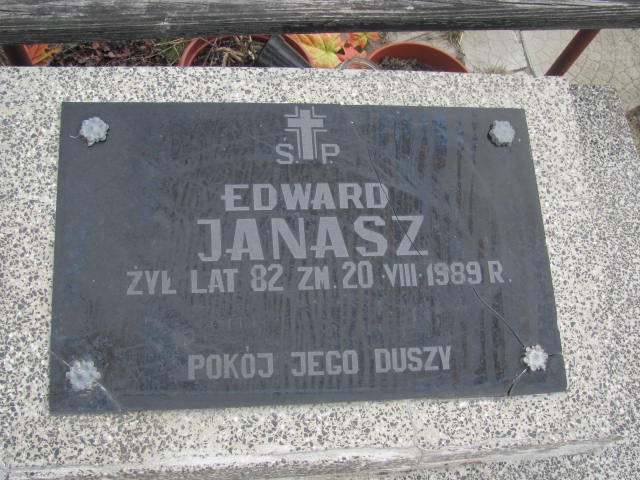 Ś.P.
EDWARD
JANASZ
ŻYŁ LAT 82 ZM. 20 VIII 1989 R.
POKÓJ JEGO DUSZY